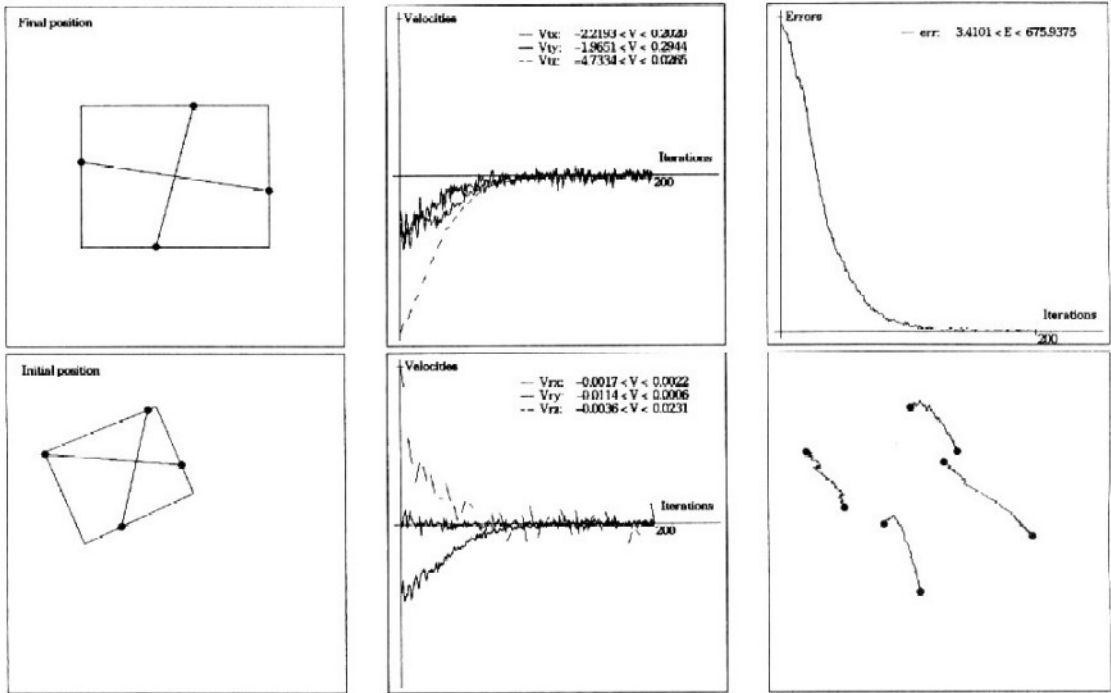 Final position
Velocities
Vtx: -2.2193 < V < 0.2020
Vty: -1.9651 < V < 0.2944
Vtz: -4.7334 < V < 0.0265
Iterations
200
Errors
err: 3.4101 < E < 675.9375
Iterations
200
Initial position
Velocities
Vrx: -0.0017 < V < 0.0022
Vry: -0.0114 < V < 0.0006
Vrz: -0.0036 < V < 0.0231
Iterations
200